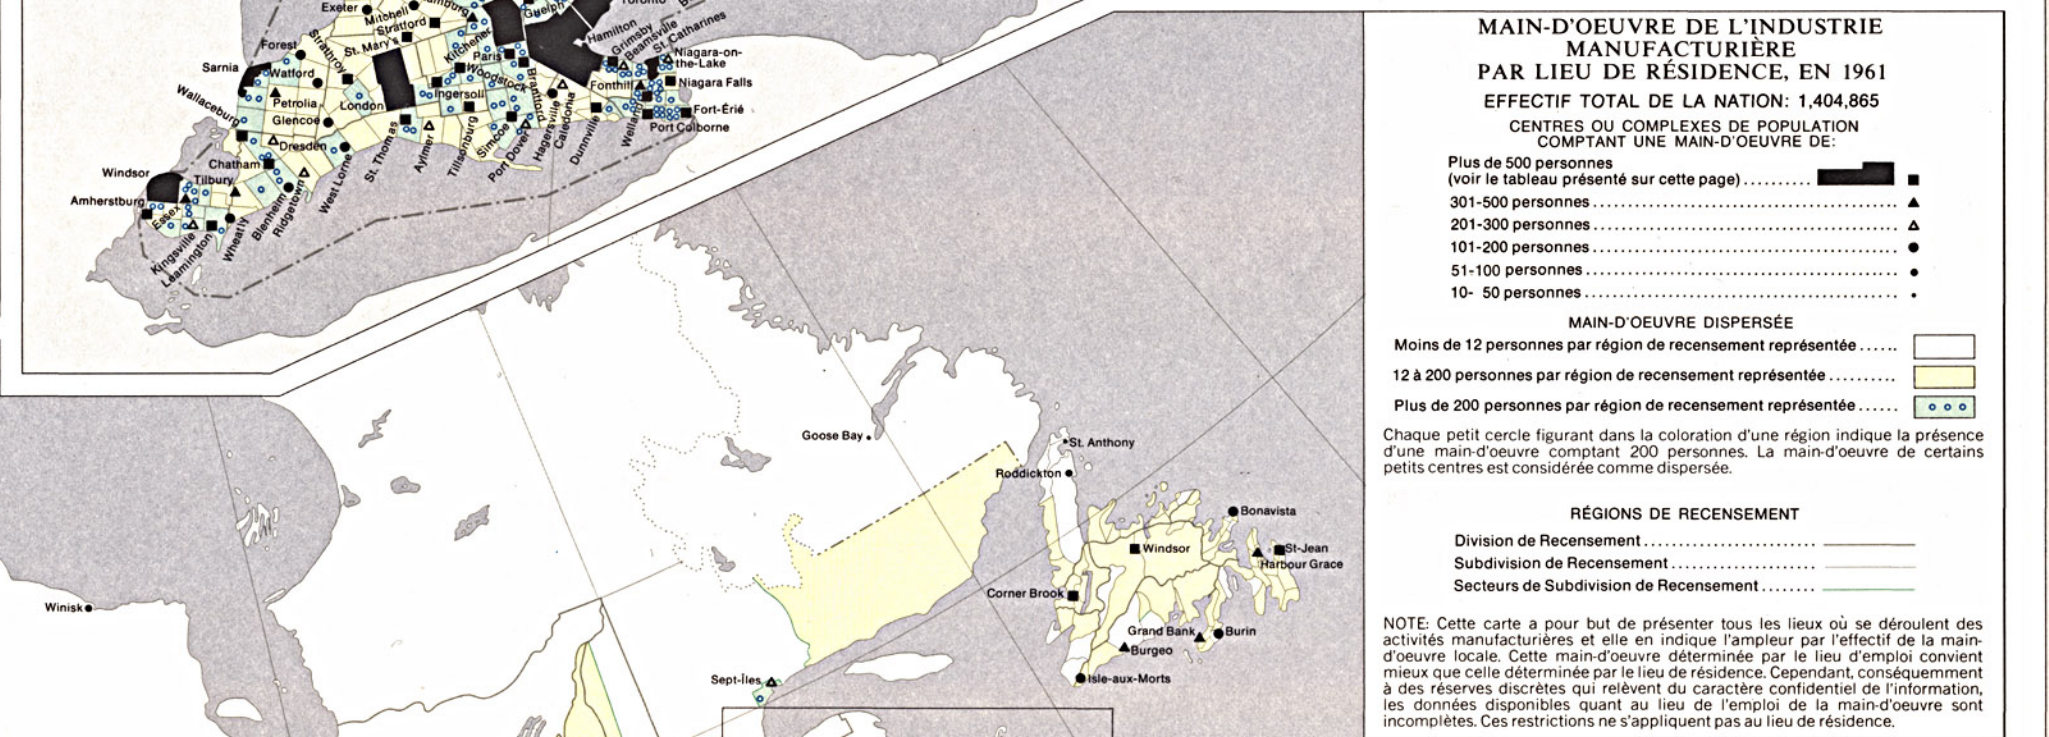 Exeter
Mitchell
Stratford
St. Mary's
Kitchener
Guelph
Toronto
Hamilton
Grimsby
Beamsville
St. Catharines
Niagara-on-
the-Lake
Niagara Falls
Fort-Érié
Port Colborne
Welland
Fonthill
Dunnville
Caledonia
Hagersville
Port Dover
Simcoe
Brantford
Paris
Woodstock
Ingersoll
Tillsonburg
Aylmer
St. Thomas
London
Strathroy
Forest
Sarnia
Watford
Petrolia
Glencoe
Wallaceburg
Dresden
Chatham
Tilbury
Windsor
Amherstburg
Essex
Kingsville
Leamington
Wheatly
Blenheim
Ridgetown
West Lorne
Goose Bay
St. Anthony
Roddickton
Bonavista
Windsor
St-Jean
Harbour Grace
Corner Brook
Grand Bank
Burin
Burgeo
Isle-aux-Morts
Sept-Îles
Winisk
MAIN-D'OEUVRE DE L'INDUSTRIE
MANUFACTURIÈRE
PAR LIEU DE RÉSIDENCE, EN 1961
EFFECTIF TOTAL DE LA NATION: 1,404,865
CENTRES OU COMPLEXES DE POPULATION
COMPTANT UNE MAIN-D'OEUVRE DE:
Plus de 500 personnes
(voir le tableau présenté sur cette page)..........
301-500 personnes
201-300 personnes
101-200 personnes
51-100 personnes
10- 50 personnes
MAIN-D'OEUVRE DISPERSÉE
Moins de 12 personnes par région de recensement représentée ......
12 à 200 personnes par région de recensement représentée ..........
Plus de 200 personnes par région de recensement représentée ......
Chaque petit cercle figurant dans la coloration d'une région indique la présence
d'une main-d'oeuvre comptant 200 personnes. La main-d'oeuvre de certains
petits centres est considérée comme dispersée.
RÉGIONS DE RECENSEMENT
Division de Recensement
Subdivision de Recensement
Secteurs de Subdivision de Recensement ........
NOTE: Cette carte a pour but de présenter tous les lieux où se déroulent des
activités manufacturières et elle en indique l'ampleur par l'effectif de la main-
d'oeuvre locale. Cette main-d'oeuvre déterminée par le lieu d'emploi convient
mieux que celle déterminée par le lieu de résidence. Cependant, conséquemment
à des réserves discrètes qui relèvent du caractère confidentiel de l'information,
les données disponibles quant au lieu de l'emploi de la main-d'oeuvre sont
incomplètes. Ces restrictions ne s'appliquent pas au lieu de résidence.